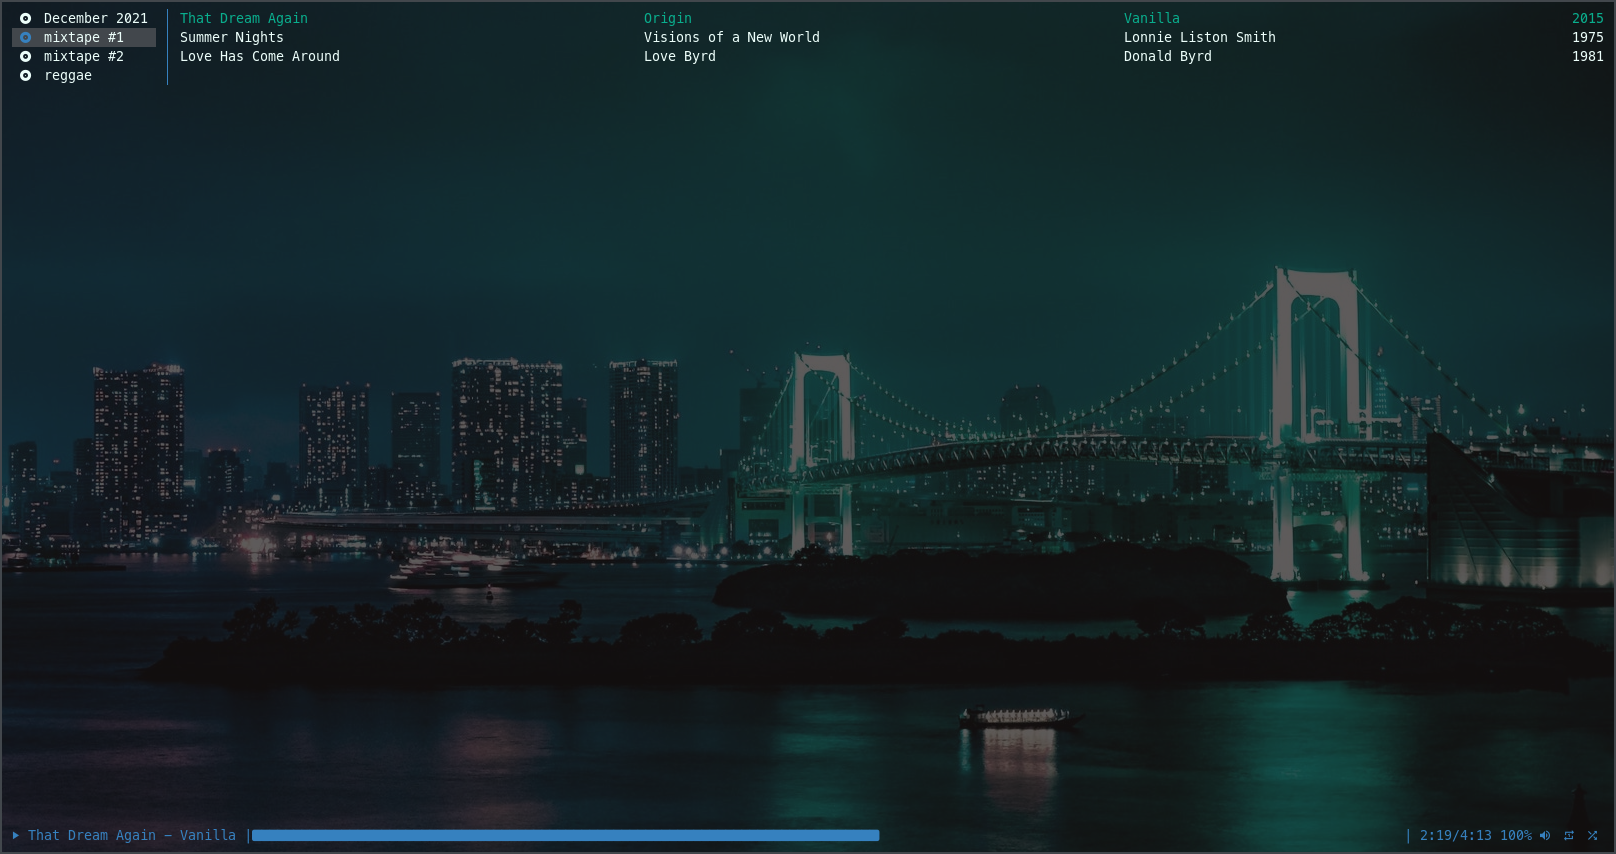 December 2021
mixtape #1
mixtape #2
reggae
That Dream Again Origin Vanilla 2015
Summer Nights Visions of a New World Lonnie Liston Smith 1975
Love Has Come Around Love Byrd Donald Byrd 1981
That Dream Again − Vanilla | | 2:19/4:13 100%